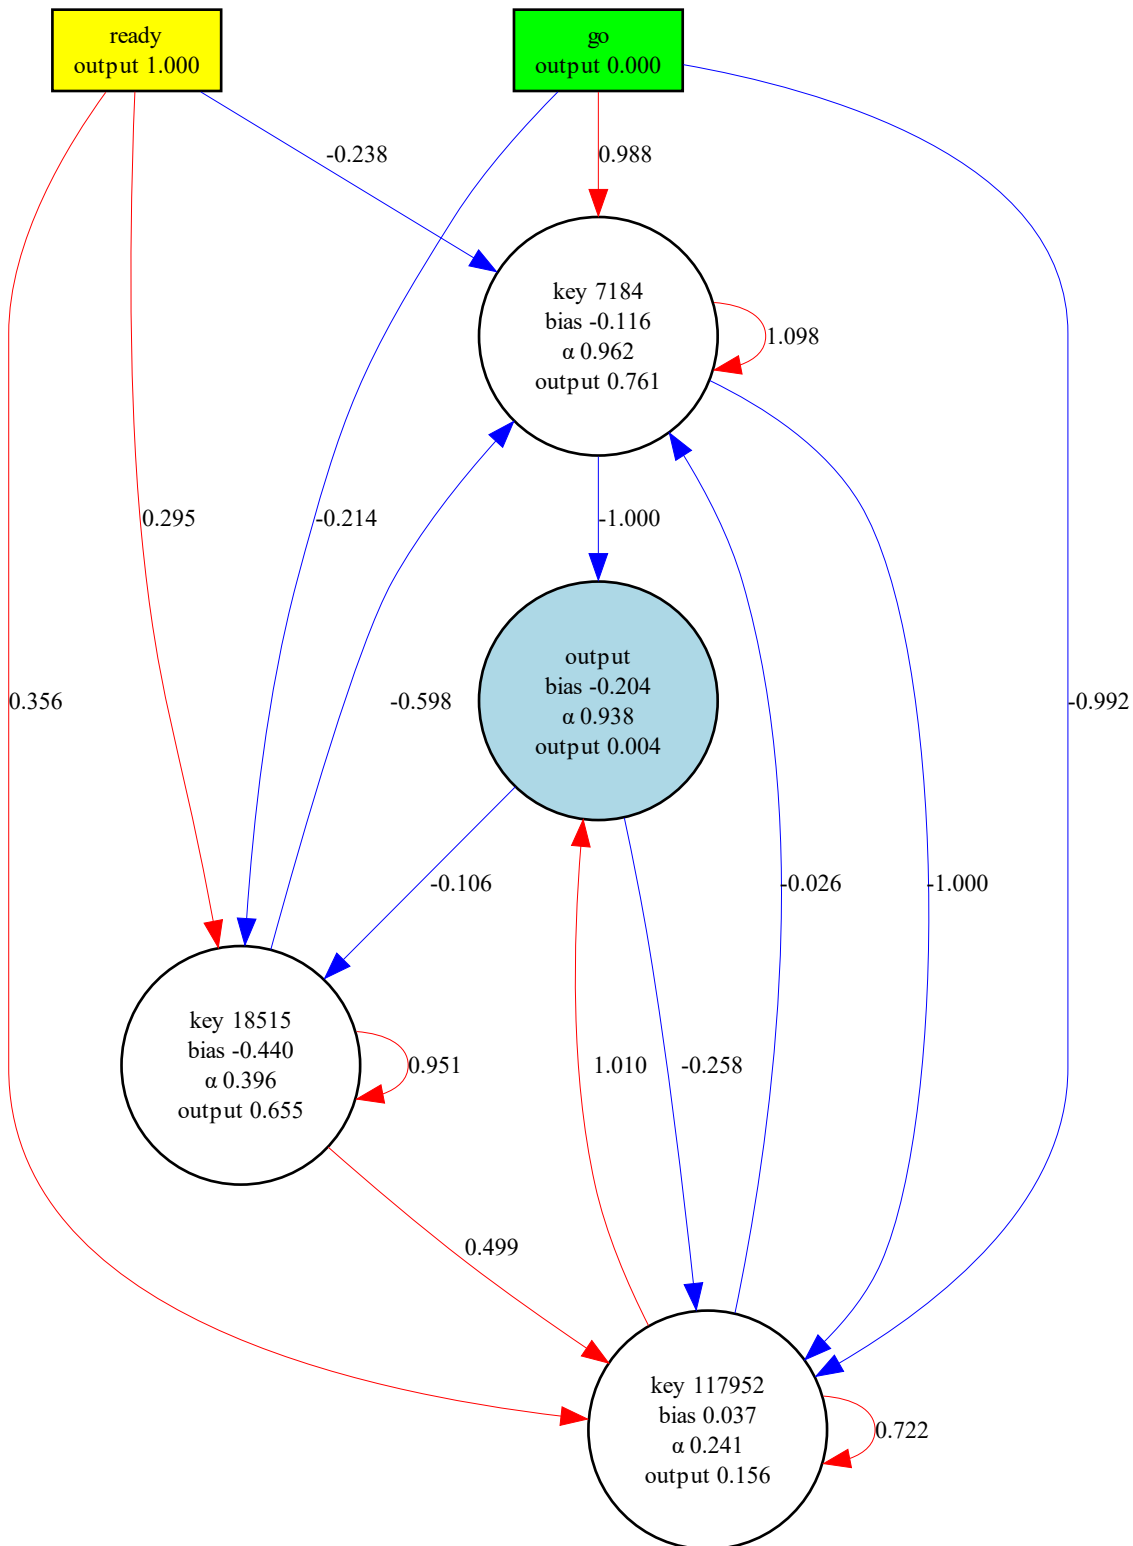 ready
output 1.000
go
output 0.000
-0.238
0.988
key 7184
bias -0.116
α 0.962
output 0.761
1.098
0.295
-0.214
-1.000
0.356
-0.598
output
bias -0.204
α 0.938
output 0.004
-0.992
-0.106
-0.026
-1.000
key 18515
bias -0.440
α 0.396
output 0.655
0.951
1.010
-0.258
0.499
key 117952
bias 0.037
α 0.241
output 0.156
0.722